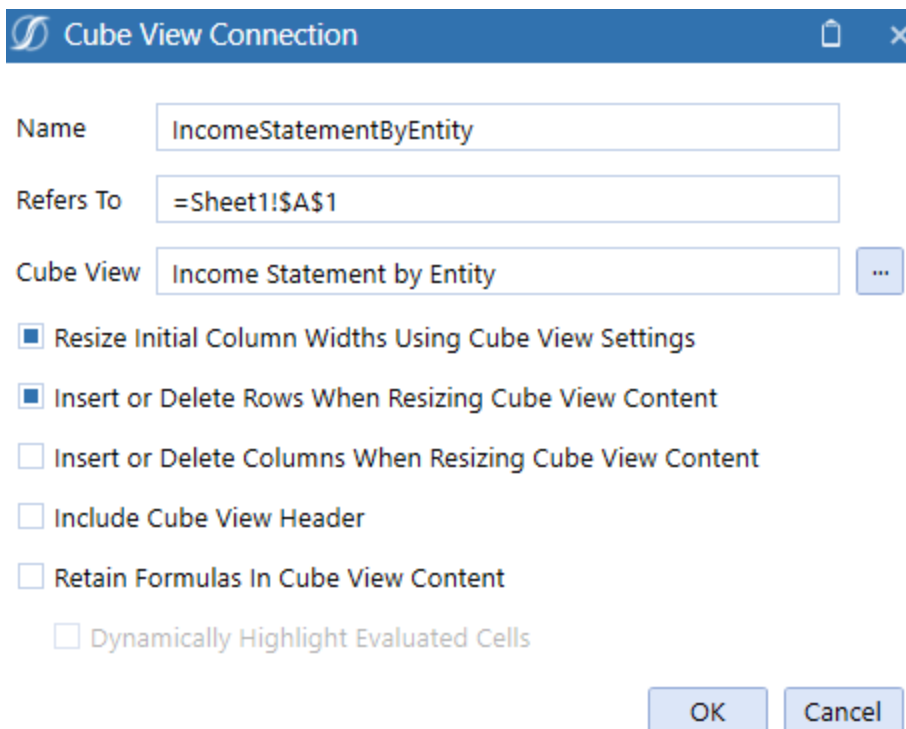 Cube View Connection
Name IncomeStatementByEntity
Refers To =Sheet1!$A$1
Cube View Income Statement by Entity ...
Resize Initial Column Widths Using Cube View Settings
Insert or Delete Rows When Resizing Cube View Content
Insert or Delete Columns When Resizing Cube View Content
Include Cube View Header
Retain Formulas In Cube View Content
Dynamically Highlight Evaluated Cells
OK Cancel